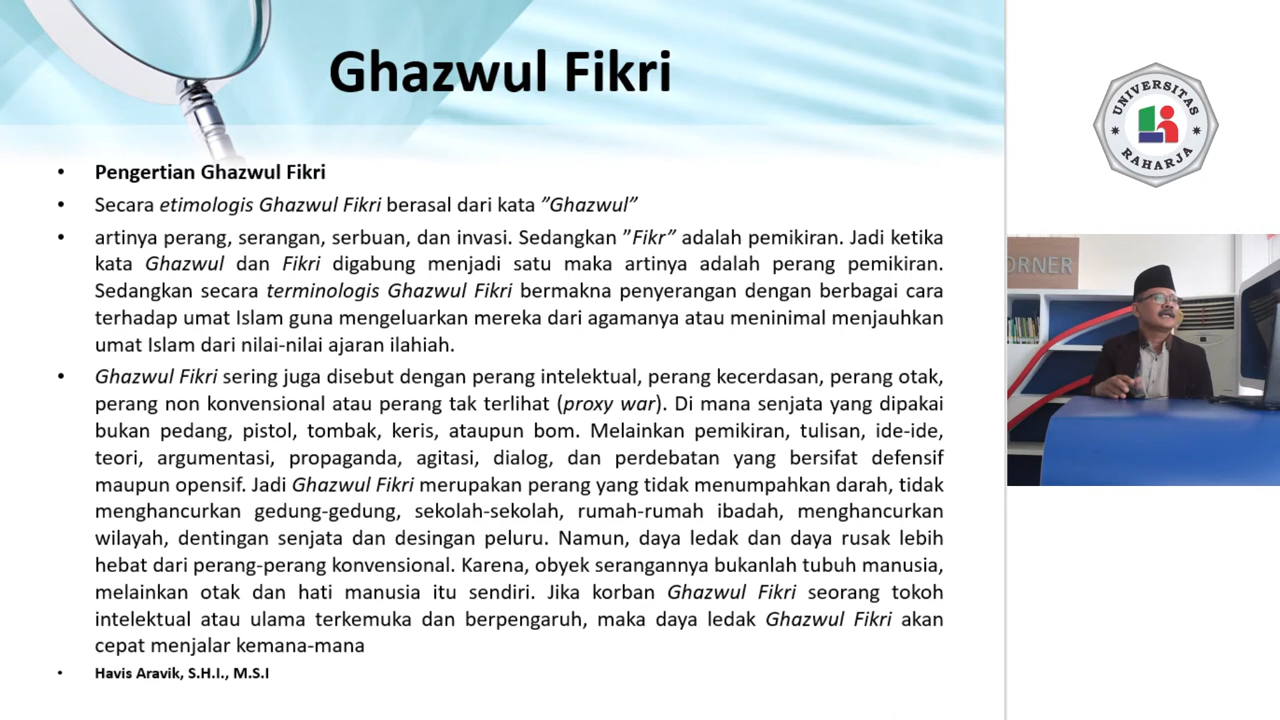 Ghazwul Fikri
• Pengertian Ghazwul Fikri
• Secara etimologis Ghazwul Fikri berasal dari kata ”Ghazwul”
• artinya perang, serangan, serbuan, dan invasi. Sedangkan ”Fikr” adalah pemikiran. Jadi ketika
kata Ghazwul dan Fikri digabung menjadi satu maka artinya adalah perang pemikiran.
Sedangkan secara terminologis Ghazwul Fikri bermakna penyerangan dengan berbagai cara
terhadap umat Islam guna mengeluarkan mereka dari agamanya atau meninimal menjauhkan
umat Islam dari nilai-nilai ajaran ilahiah.
• Ghazwul Fikri sering juga disebut dengan perang intelektual, perang kecerdasan, perang otak,
perang non konvensional atau perang tak terlihat (proxy war). Di mana senjata yang dipakai
bukan pedang, pistol, tombak, keris, ataupun bom. Melainkan pemikiran, tulisan, ide-ide,
teori, argumentasi, propaganda, agitasi, dialog, dan perdebatan yang bersifat defensif
maupun opensif. Jadi Ghazwul Fikri merupakan perang yang tidak menumpahkan darah, tidak
menghancurkan gedung-gedung, sekolah-sekolah, rumah-rumah ibadah, menghancurkan
wilayah, dentingan senjata dan desingan peluru. Namun, daya ledak dan daya rusak lebih
hebat dari perang-perang konvensional. Karena, obyek serangannya bukanlah tubuh manusia,
melainkan otak dan hati manusia itu sendiri. Jika korban Ghazwul Fikri seorang tokoh
intelektual atau ulama terkemuka dan berpengaruh, maka daya ledak Ghazwul Fikri akan
cepat menjalar kemana-mana
• Havis Aravik, S.H.I., M.S.I
UNIVERSITAS
RAHARJA
ORNER